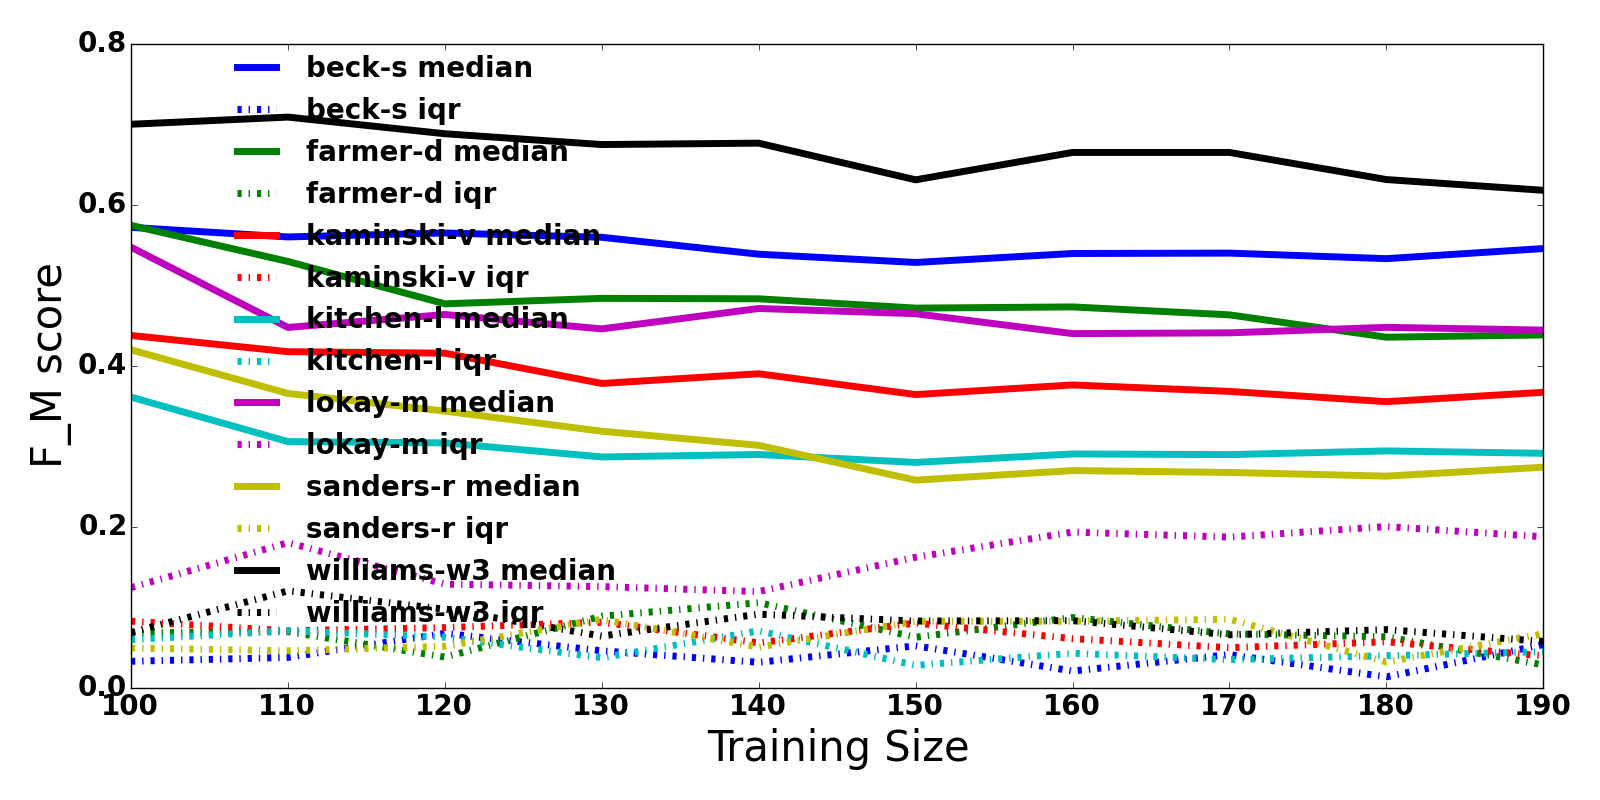 0.8
0.6
0.4
0.2
0.0
F_M score
beck-s median
beck-s iqr
farmer-d median
farmer-d iqr
kaminski-v median
kaminski-v iqr
kitchen-l median
kitchen-l iqr
lokay-m median
lokay-m iqr
sanders-r median
sanders-r iqr
williams-w3 median
williams-w3 iqr
100 110 120 130 140 150 160 170 180 190
Training Size